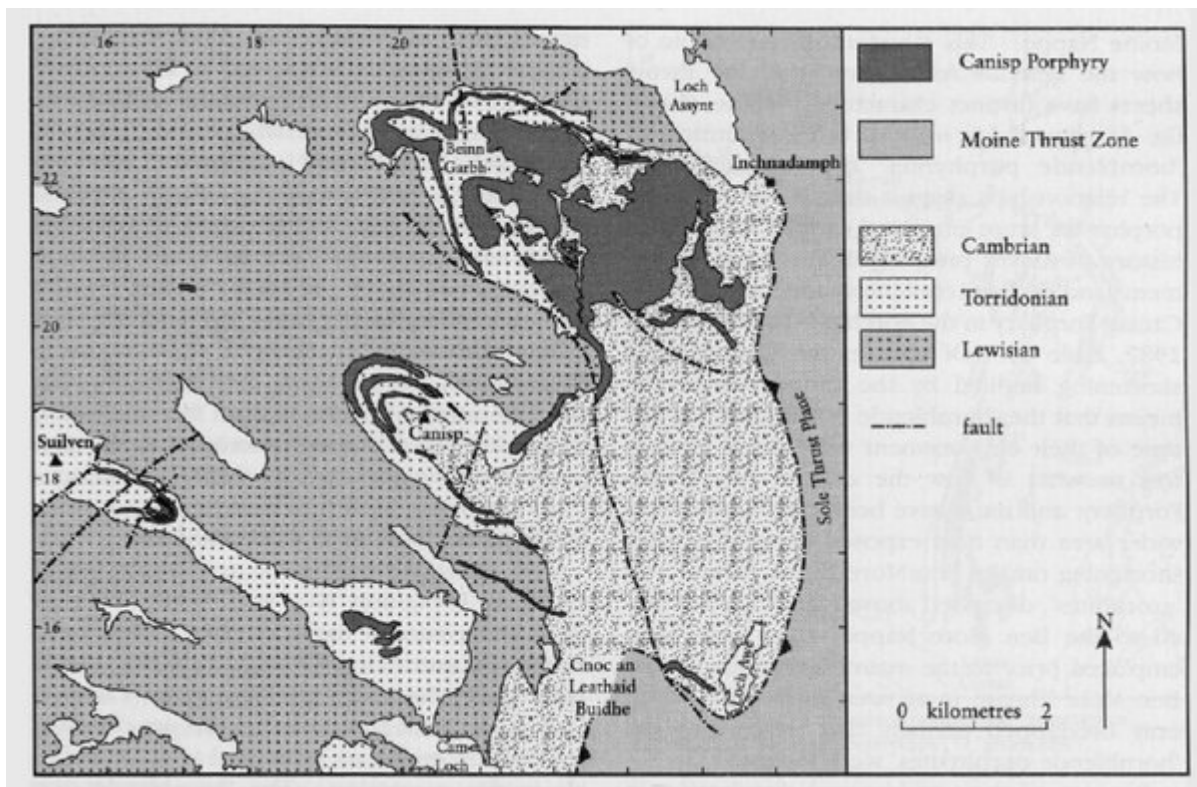 16
18
20
22
24
22
20
18
16
Loch
Assynt
Inchnadamph
Beinn
Garbh
Canisp
Suilven
Sole Thrust Plane
Cnoc an
Leathaid
Buidhe
Loch
Cam
Loch
Canisp Porphyry
Moine Thrust Zone
Cambrian
Torridonian
Lewisian
fault
N
0 kilometres 2